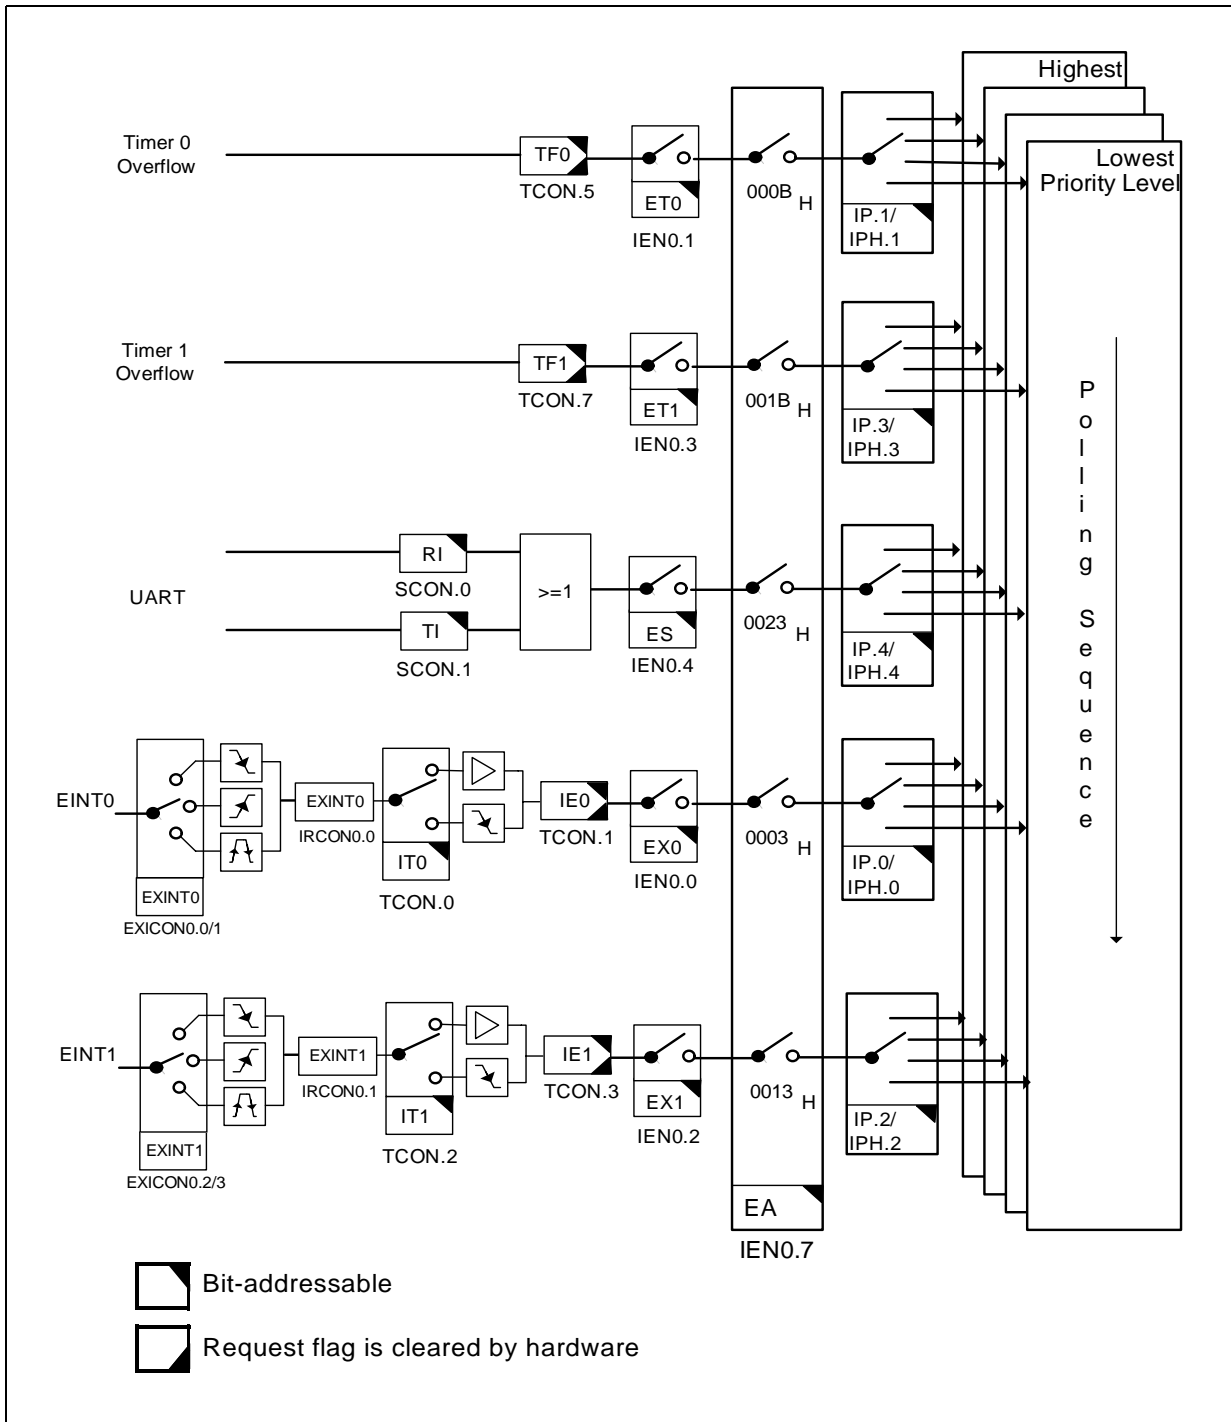 Highest
Lowest
Priority Level
Timer 0
Overflow
TF0
TCON.5
ET0
IEN0.1
000B H
IP.1/
IPH.1
Timer 1
Overflow
TF1
TCON.7
ET1
IEN0.3
001B H
IP.3/
IPH.3
UART
RI
SCON.0
TI
SCON.1
>=1
ES
IEN0.4
0023 H
IP.4/
IPH.4
Polling Sequence
EINT0
EXINT0
EXICON0.0/1
EXINT0
IRCON0.0
IT0
TCON.0
IE0
TCON.1
EX0
IEN0.0
0003 H
IP.0/
IPH.0
EINT1
EXINT1
EXICON0.2/3
EXINT1
IRCON0.1
IT1
TCON.2
IE1
TCON.3
EX1
IEN0.2
0013 H
IP.2/
IPH.2
EA
IEN0.7
Bit-addressable
Request flag is cleared by hardware